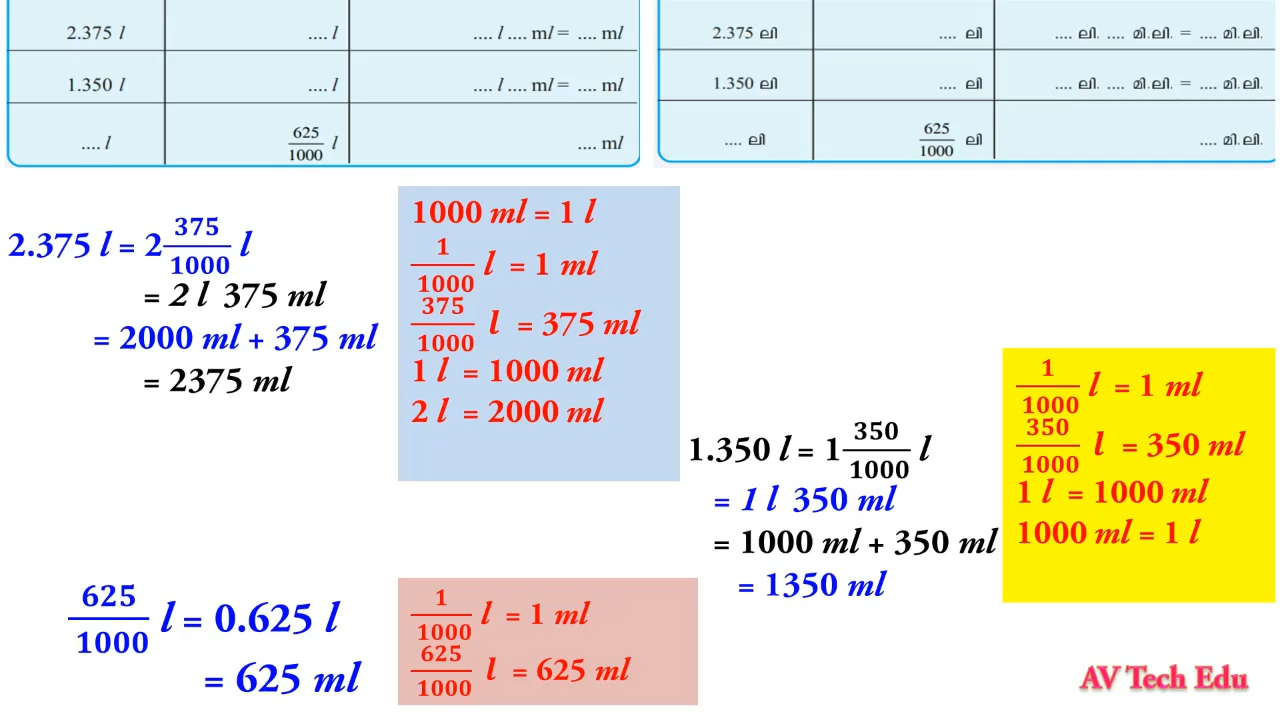 2.375 l .... l .... l .... ml = .... ml
1.350 l .... l .... l .... ml = .... ml
.... l 625/1000 l .... ml
2.375 ലി .... ലി .... ലി. .... മി.ലി. = .... മി.ലി.
1.350 ലി .... ലി .... ലി. .... മി.ലി. = .... മി.ലി.
.... ലി 625/1000 ലി .... മി.ലി.
2.375 l = 2 375/1000 l
= 2 l 375 ml
= 2000 ml + 375 ml
= 2375 ml
1000 ml = 1 l
1/1000 l = 1 ml
375/1000 l = 375 ml
1 l = 1000 ml
2 l = 2000 ml
1.350 l = 1 350/1000 l
= 1 l 350 ml
= 1000 ml + 350 ml
= 1350 ml
1/1000 l = 1 ml
350/1000 l = 350 ml
1 l = 1000 ml
1000 ml = 1 l
625/1000 l = 0.625 l
= 625 ml
1/1000 l = 1 ml
625/1000 l = 625 ml
AV Tech Edu